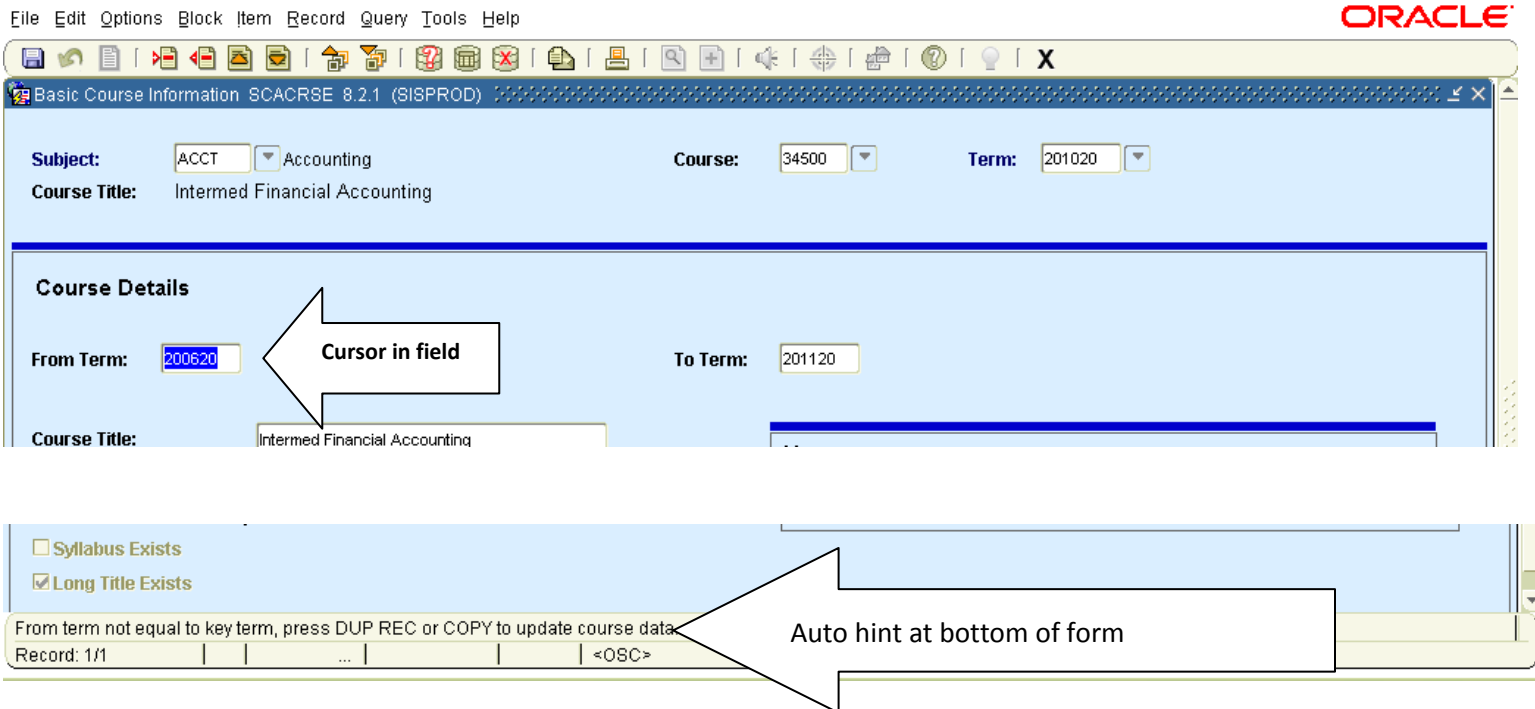 File Edit Options Block Item Record Query Tools Help ORACLE
X
Basic Course Information SCACRSE 8.2.1 (SISPROD)
Subject: ACCT Accounting Course: 34500 Term: 201020
Course Title: Intermed Financial Accounting
Course Details
From Term: 200620 Cursor in field To Term: 201120
Course Title: Intermed Financial Accounting
Syllabus Exists
Long Title Exists
From term not equal to key term, press DUP REC or COPY to update course data. Auto hint at bottom of form
Record: 1/1 ... <OSC>